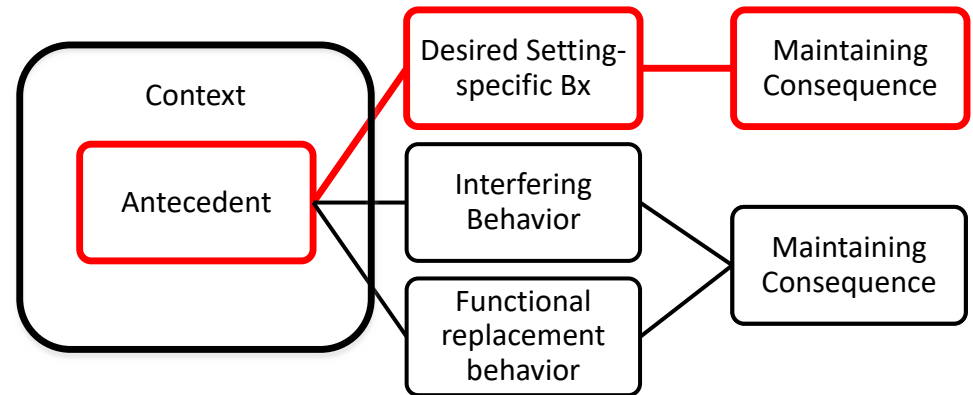 Context
Antecedent
Desired Setting-
specific Bx
Maintaining
Consequence
Interfering
Behavior
Functional
replacement
behavior
Maintaining
Consequence